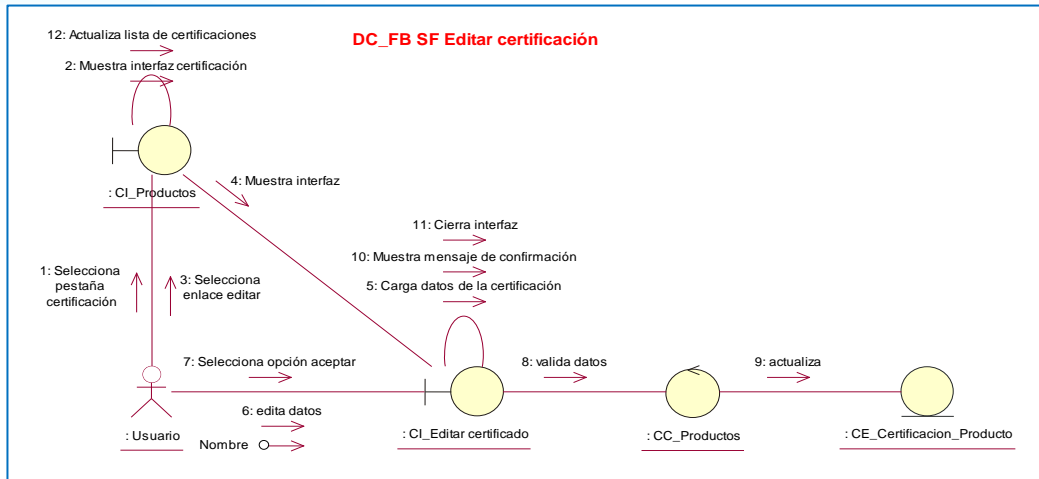 12: Actualiza lista de certificaciones
DC_FB SF Editar certificación
2: Muestra interfaz certificación
4: Muestra interfaz
: CI_Productos
11: Cierra interfaz
10: Muestra mensaje de confirmación
1: Selecciona
pestaña
certificación
3: Selecciona
enlace editar
5: Carga datos de la certificación
7: Selecciona opción aceptar
8: valida datos
9: actualiza
6: edita datos
: Usuario
Nombre
: CI_Editar certificado
: CC_Productos
: CE_Certificacion_Producto